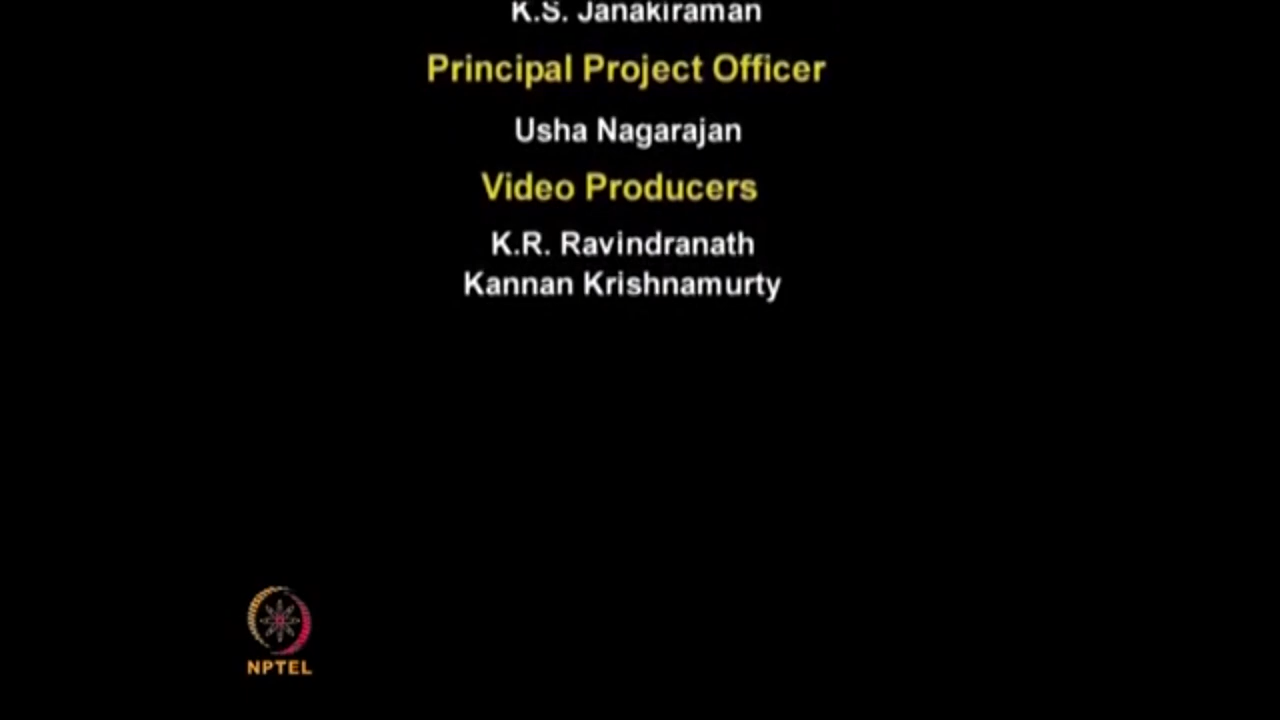 K.S. Janakiraman
Principal Project Officer
Usha Nagarajan
Video Producers
K.R. Ravindranath
Kannan Krishnamurty
NPTEL